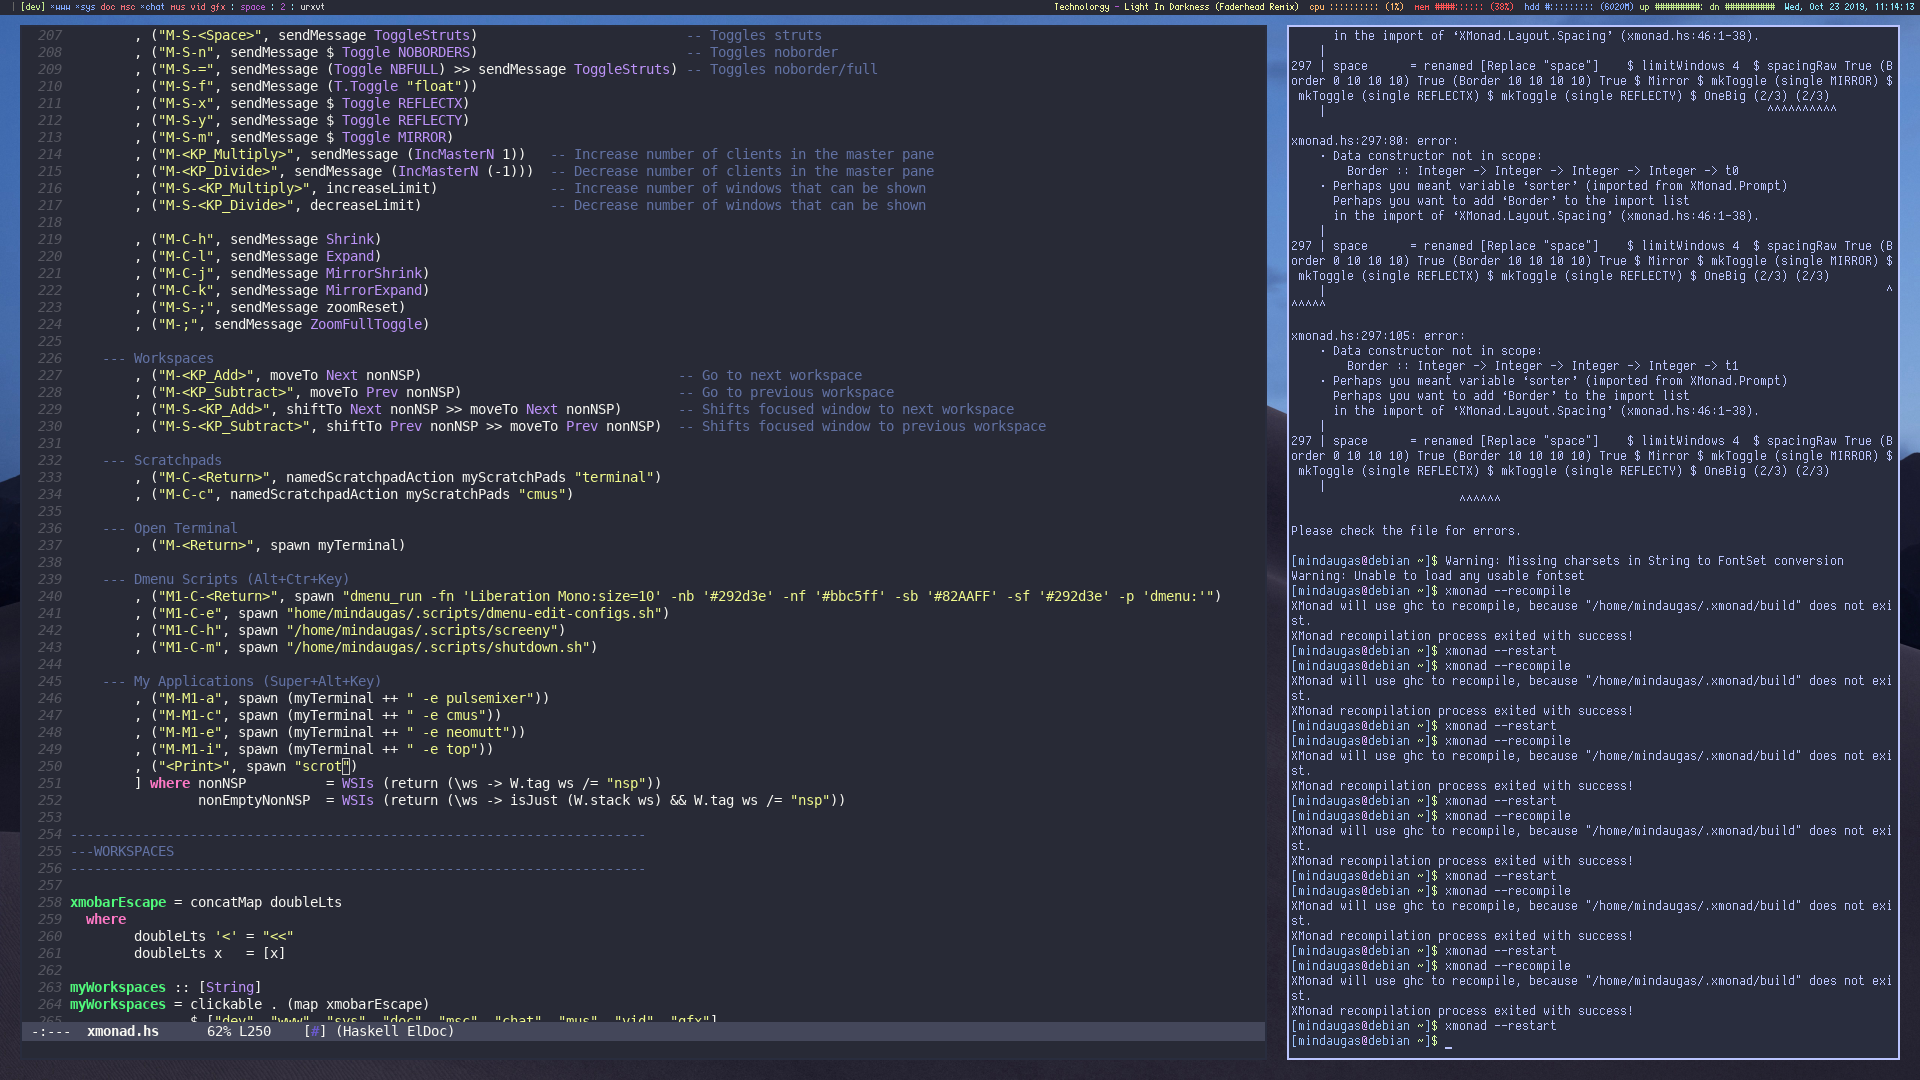 [dev] *www *sys doc msc *chat mus vid gfx : space : 2 : urxvt
Technolorgy - Light In Darkness (Faderhead Remix)  cpu :::::::::: (1%)  mem ####:::::: (38%)  hdd #::::::::: (6020M) up ##########: dn ###########  Wed, Oct 23 2019, 11:14:13
207         , ("M-S-<Space>", sendMessage ToggleStruts)                          -- Toggles struts
208         , ("M-S-n", sendMessage $ Toggle NOBORDERS)                          -- Toggles noborder
209         , ("M-S-=", sendMessage (Toggle NBFULL) >> sendMessage ToggleStruts) -- Toggles noborder/full
210         , ("M-S-f", sendMessage (T.Toggle "float"))
211         , ("M-S-x", sendMessage $ Toggle REFLECTX)
212         , ("M-S-y", sendMessage $ Toggle REFLECTY)
213         , ("M-S-m", sendMessage $ Toggle MIRROR)
214         , ("M-<KP_Multiply>", sendMessage (IncMasterN 1))   -- Increase number of clients in the master pane
215         , ("M-<KP_Divide>", sendMessage (IncMasterN (-1)))  -- Decrease number of clients in the master pane
216         , ("M-S-<KP_Multiply>", increaseLimit)              -- Increase number of windows that can be shown
217         , ("M-S-<KP_Divide>", decreaseLimit)                -- Decrease number of windows that can be shown
218
219         , ("M-C-h", sendMessage Shrink)
220         , ("M-C-l", sendMessage Expand)
221         , ("M-C-j", sendMessage MirrorShrink)
222         , ("M-C-k", sendMessage MirrorExpand)
223         , ("M-S-;", sendMessage zoomReset)
224         , ("M-;", sendMessage ZoomFullToggle)
225
226     --- Workspaces
227         , ("M-<KP_Add>", moveTo Next nonNSP)                                -- Go to next workspace
228         , ("M-<KP_Subtract>", moveTo Prev nonNSP)                           -- Go to previous workspace
229         , ("M-S-<KP_Add>", shiftTo Next nonNSP >> moveTo Next nonNSP)       -- Shifts focused window to next workspace
230         , ("M-S-<KP_Subtract>", shiftTo Prev nonNSP >> moveTo Prev nonNSP)  -- Shifts focused window to previous workspace
231
232     --- Scratchpads
233         , ("M-C-<Return>", namedScratchpadAction myScratchPads "terminal")
234         , ("M-C-c", namedScratchpadAction myScratchPads "cmus")
235
236     --- Open Terminal
237         , ("M-<Return>", spawn myTerminal)
238
239     --- Dmenu Scripts (Alt+Ctr+Key)
240         , ("M1-C-<Return>", spawn "dmenu_run -fn 'Liberation Mono:size=10' -nb '#292d3e' -nf '#bbc5ff' -sb '#82AAFF' -sf '#292d3e' -p 'dmenu:'")
241         , ("M1-C-e", spawn "home/mindaugas/.scripts/dmenu-edit-configs.sh")
242         , ("M1-C-h", spawn "/home/mindaugas/.scripts/screeny")
243         , ("M1-C-m", spawn "/home/mindaugas/.scripts/shutdown.sh")
244
245     --- My Applications (Super+Alt+Key)
246         , ("M-M1-a", spawn (myTerminal ++ " -e pulsemixer"))
247         , ("M-M1-c", spawn (myTerminal ++ " -e cmus"))
248         , ("M-M1-e", spawn (myTerminal ++ " -e neomutt"))
249         , ("M-M1-i", spawn (myTerminal ++ " -e top"))
250         , ("<Print>", spawn "scrot")
251         ] where nonNSP          = WSIs (return (\ws -> W.tag ws /= "nsp"))
252                 nonEmptyNonNSP  = WSIs (return (\ws -> isJust (W.stack ws) && W.tag ws /= "nsp"))
253
254 ------------------------------------------------------------------------
255 ---WORKSPACES
256 ------------------------------------------------------------------------
257
258 xmobarEscape = concatMap doubleLts
259   where
260         doubleLts '<' = "<<"
261         doubleLts x   = [x]
262
263 myWorkspaces :: [String]
264 myWorkspaces = clickable . (map xmobarEscape)
265                $ ["dev", "www", "sys", "doc", "msc", "chat", "mus", "vid", "gfx"]
-:---  xmonad.hs      62% L250    [#] (Haskell ElDoc)
      in the import of ‘XMonad.Layout.Spacing’ (xmonad.hs:46:1-38).
    |
297 | space      = renamed [Replace "space"]    $ limitWindows 4  $ spacingRaw True (B
order 0 10 10 10) True (Border 10 10 10 10) True $ Mirror $ mkToggle (single MIRROR) $
 mkToggle (single REFLECTX) $ mkToggle (single REFLECTY) $ OneBig (2/3) (2/3)
    |                                                               ^^^^^^^^^^
xmonad.hs:297:80: error:
    • Data constructor not in scope:
        Border :: Integer -> Integer -> Integer -> Integer -> t0
    • Perhaps you meant variable ‘sorter’ (imported from XMonad.Prompt)
      Perhaps you want to add ‘Border’ to the import list
      in the import of ‘XMonad.Layout.Spacing’ (xmonad.hs:46:1-38).
    |
297 | space      = renamed [Replace "space"]    $ limitWindows 4  $ spacingRaw True (B
order 0 10 10 10) True (Border 10 10 10 10) True $ Mirror $ mkToggle (single MIRROR) $
 mkToggle (single REFLECTX) $ mkToggle (single REFLECTY) $ OneBig (2/3) (2/3)
    |                                                                                ^
^^^^^
xmonad.hs:297:105: error:
    • Data constructor not in scope:
        Border :: Integer -> Integer -> Integer -> Integer -> t1
    • Perhaps you meant variable ‘sorter’ (imported from XMonad.Prompt)
      Perhaps you want to add ‘Border’ to the import list
      in the import of ‘XMonad.Layout.Spacing’ (xmonad.hs:46:1-38).
    |
297 | space      = renamed [Replace "space"]    $ limitWindows 4  $ spacingRaw True (B
order 0 10 10 10) True (Border 10 10 10 10) True $ Mirror $ mkToggle (single MIRROR) $
 mkToggle (single REFLECTX) $ mkToggle (single REFLECTY) $ OneBig (2/3) (2/3)
    |
                        ^^^^^^
Please check the file for errors.
[mindaugas@debian ~]$ Warning: Missing charsets in String to FontSet conversion
Warning: Unable to load any usable fontset
[mindaugas@debian ~]$ xmonad --recompile
XMonad will use ghc to recompile, because "/home/mindaugas/.xmonad/build" does not exi
st.
XMonad recompilation process exited with success!
[mindaugas@debian ~]$ xmonad --restart
[mindaugas@debian ~]$ xmonad --recompile
XMonad will use ghc to recompile, because "/home/mindaugas/.xmonad/build" does not exi
st.
XMonad recompilation process exited with success!
[mindaugas@debian ~]$ xmonad --restart
[mindaugas@debian ~]$ xmonad --recompile
XMonad will use ghc to recompile, because "/home/mindaugas/.xmonad/build" does not exi
st.
XMonad recompilation process exited with success!
[mindaugas@debian ~]$ xmonad --restart
[mindaugas@debian ~]$ xmonad --recompile
XMonad will use ghc to recompile, because "/home/mindaugas/.xmonad/build" does not exi
st.
XMonad recompilation process exited with success!
[mindaugas@debian ~]$ xmonad --restart
[mindaugas@debian ~]$ xmonad --recompile
XMonad will use ghc to recompile, because "/home/mindaugas/.xmonad/build" does not exi
st.
XMonad recompilation process exited with success!
[mindaugas@debian ~]$ xmonad --restart
[mindaugas@debian ~]$ xmonad --recompile
XMonad will use ghc to recompile, because "/home/mindaugas/.xmonad/build" does not exi
st.
XMonad recompilation process exited with success!
[mindaugas@debian ~]$ xmonad --restart
[mindaugas@debian ~]$ _